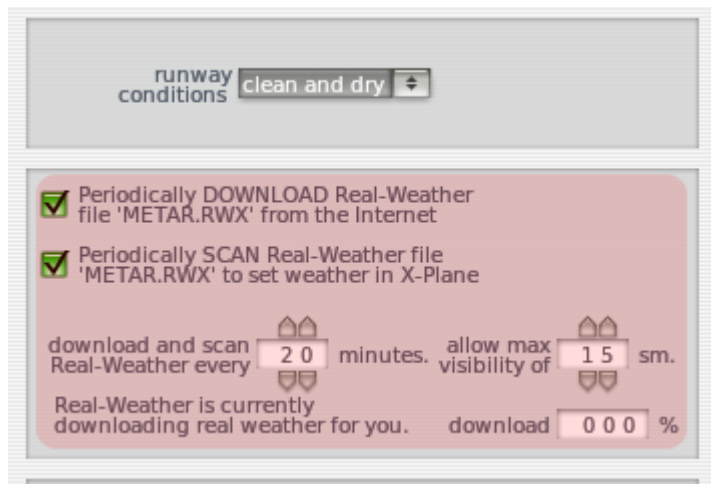 runway
conditions
clean and dry
Periodically DOWNLOAD Real-Weather
file 'METAR.RWX' from the Internet
Periodically SCAN Real-Weather file
'METAR.RWX' to set weather in X-Plane
download and scan
Real-Weather every
20
minutes.
allow max
visibility of
15
sm.
Real-Weather is currently
downloading real weather for you.
download
000
%